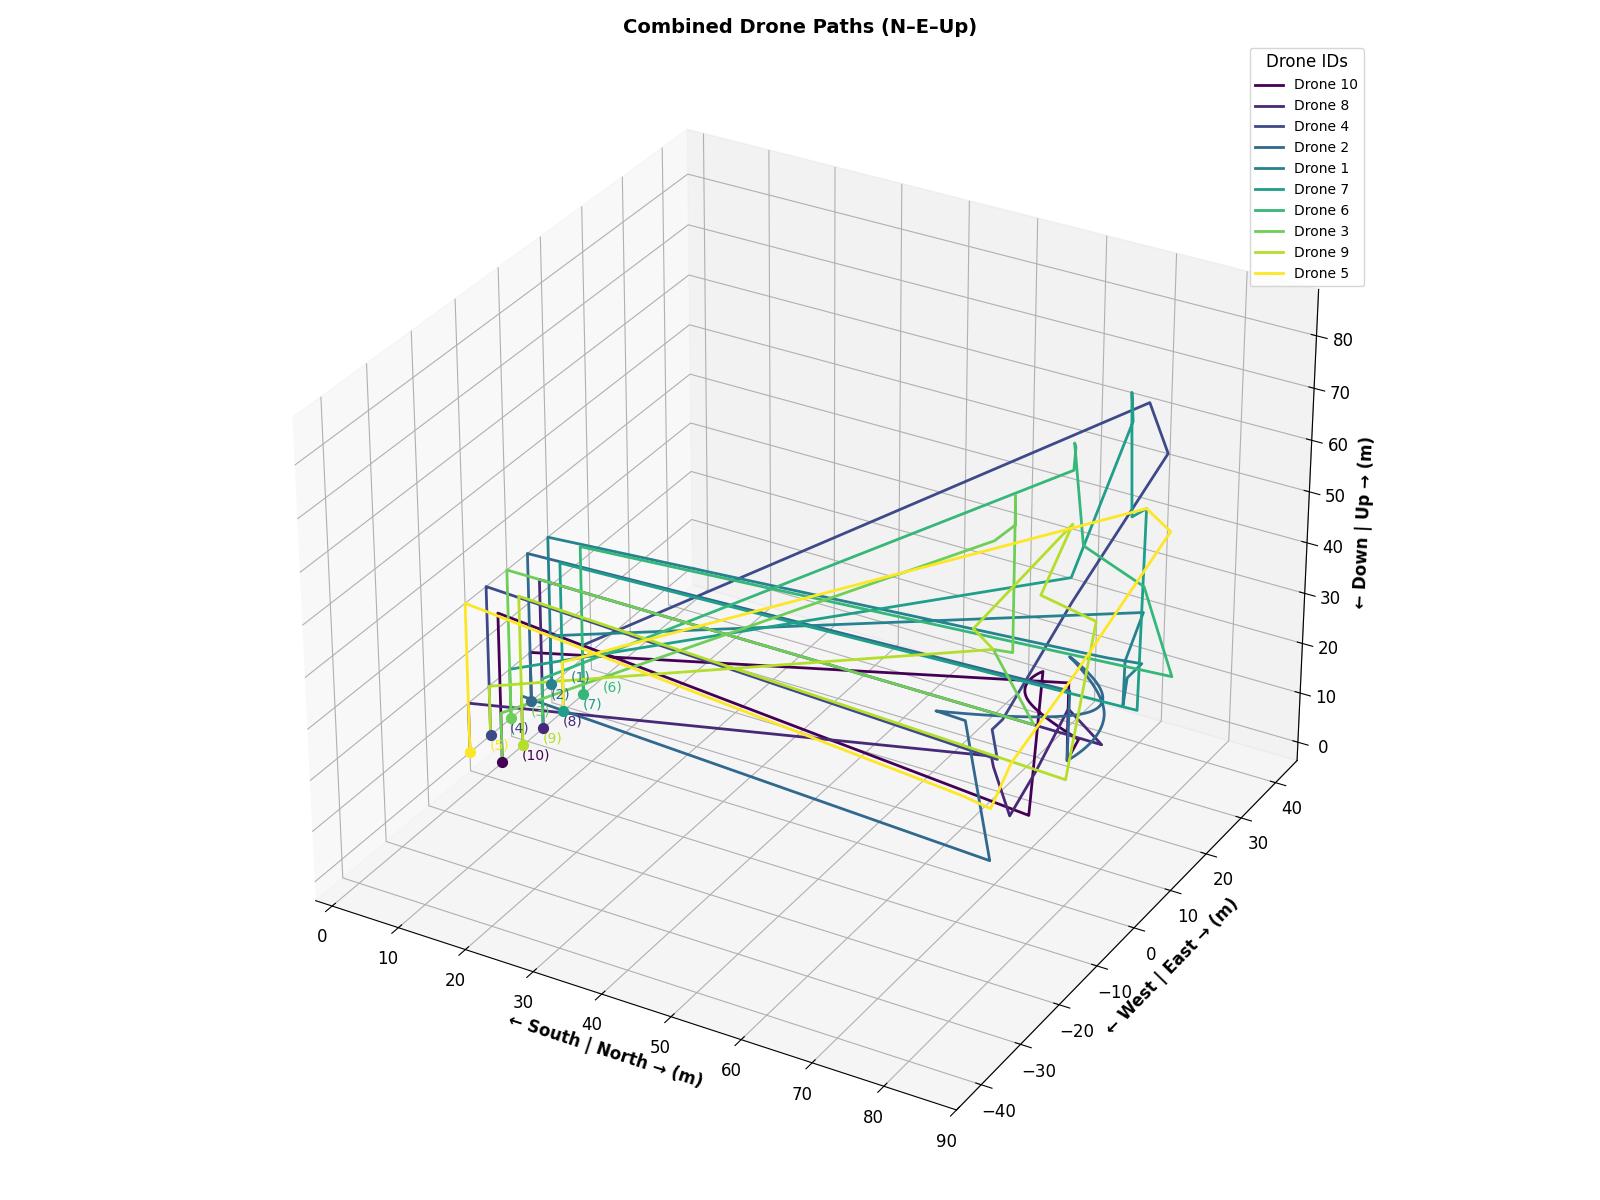 Combined Drone Paths (N–E–Up)
Drone IDs
Drone 10
Drone 8
Drone 4
Drone 2
Drone 1
Drone 7
Drone 6
Drone 3
Drone 9
Drone 5
80
70
60
50
40
30
20
10
0
← Down | Up → (m)
(1)
(2)
(6)
(7)
(4)
(8)
(5)
(9)
(10)
0
10
20
30
40
50
60
70
80
90
← South | North → (m)
40
30
20
10
0
−10
−20
−30
−40
← West | East → (m)